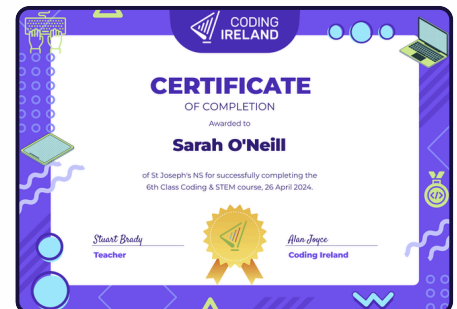 CODING
IRELAND
CERTIFICATE
OF COMPLETION
Awarded to
Sarah O'Neill
of St Joseph's NS for successfully completing the
6th Class Coding & STEM course, 26 April 2024.
Stuart Brady
Teacher
Alan Joyce
Coding Ireland